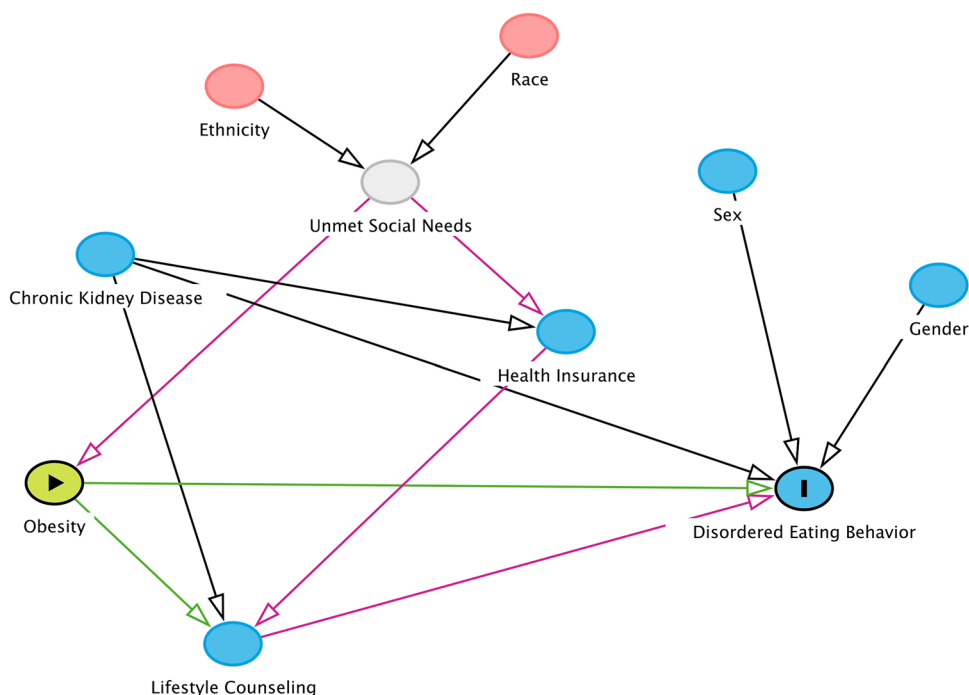 Race
Ethnicity
Sex
Unmet Social Needs
Chronic Kidney Disease
Gender
Health Insurance
Obesity
Disordered Eating Behavior
Lifestyle Counseling